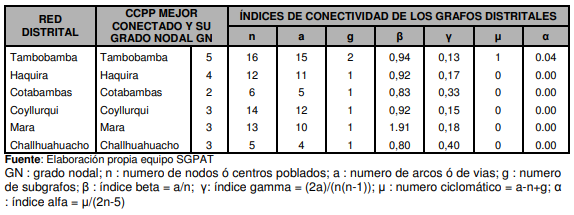 RED DISTRITAL CCPP MEJOR CONECTADO Y SU GRADO NODAL GN ÍNDICES DE CONECTIVIDAD DE LOS GRAFOS DISTRITALES
n a g β γ µ α
Tambobamba Tambobamba 5 16 15 2 0,94 0,13 1 0.04
Haquira Haquira 4 12 11 1 0,92 0,17 0 0.00
Cotabambas Cotabambas 2 6 5 1 0,83 0,33 0 0.00
Coyllurqui Coyllurqui 3 14 12 1 0,92 0,15 0 0.00
Mara Mara 3 13 10 1 1.91 0,18 0 0.00
Challhuahuacho Challhuahuacho 3 5 4 1 0,80 0,40 0 0.00
Fuente: Elaboración propia equipo SGPAT
GN : grado nodal; n : numero de nodos ó centros poblados; a : numero de arcos ó de vias; g : numero
de subgrafos; β : índice beta = a/n; γ: índice gamma = (2a)/(n(n-1)); µ : numero ciclomático = a-n+g; α
: índice alfa = µ/(2n-5)